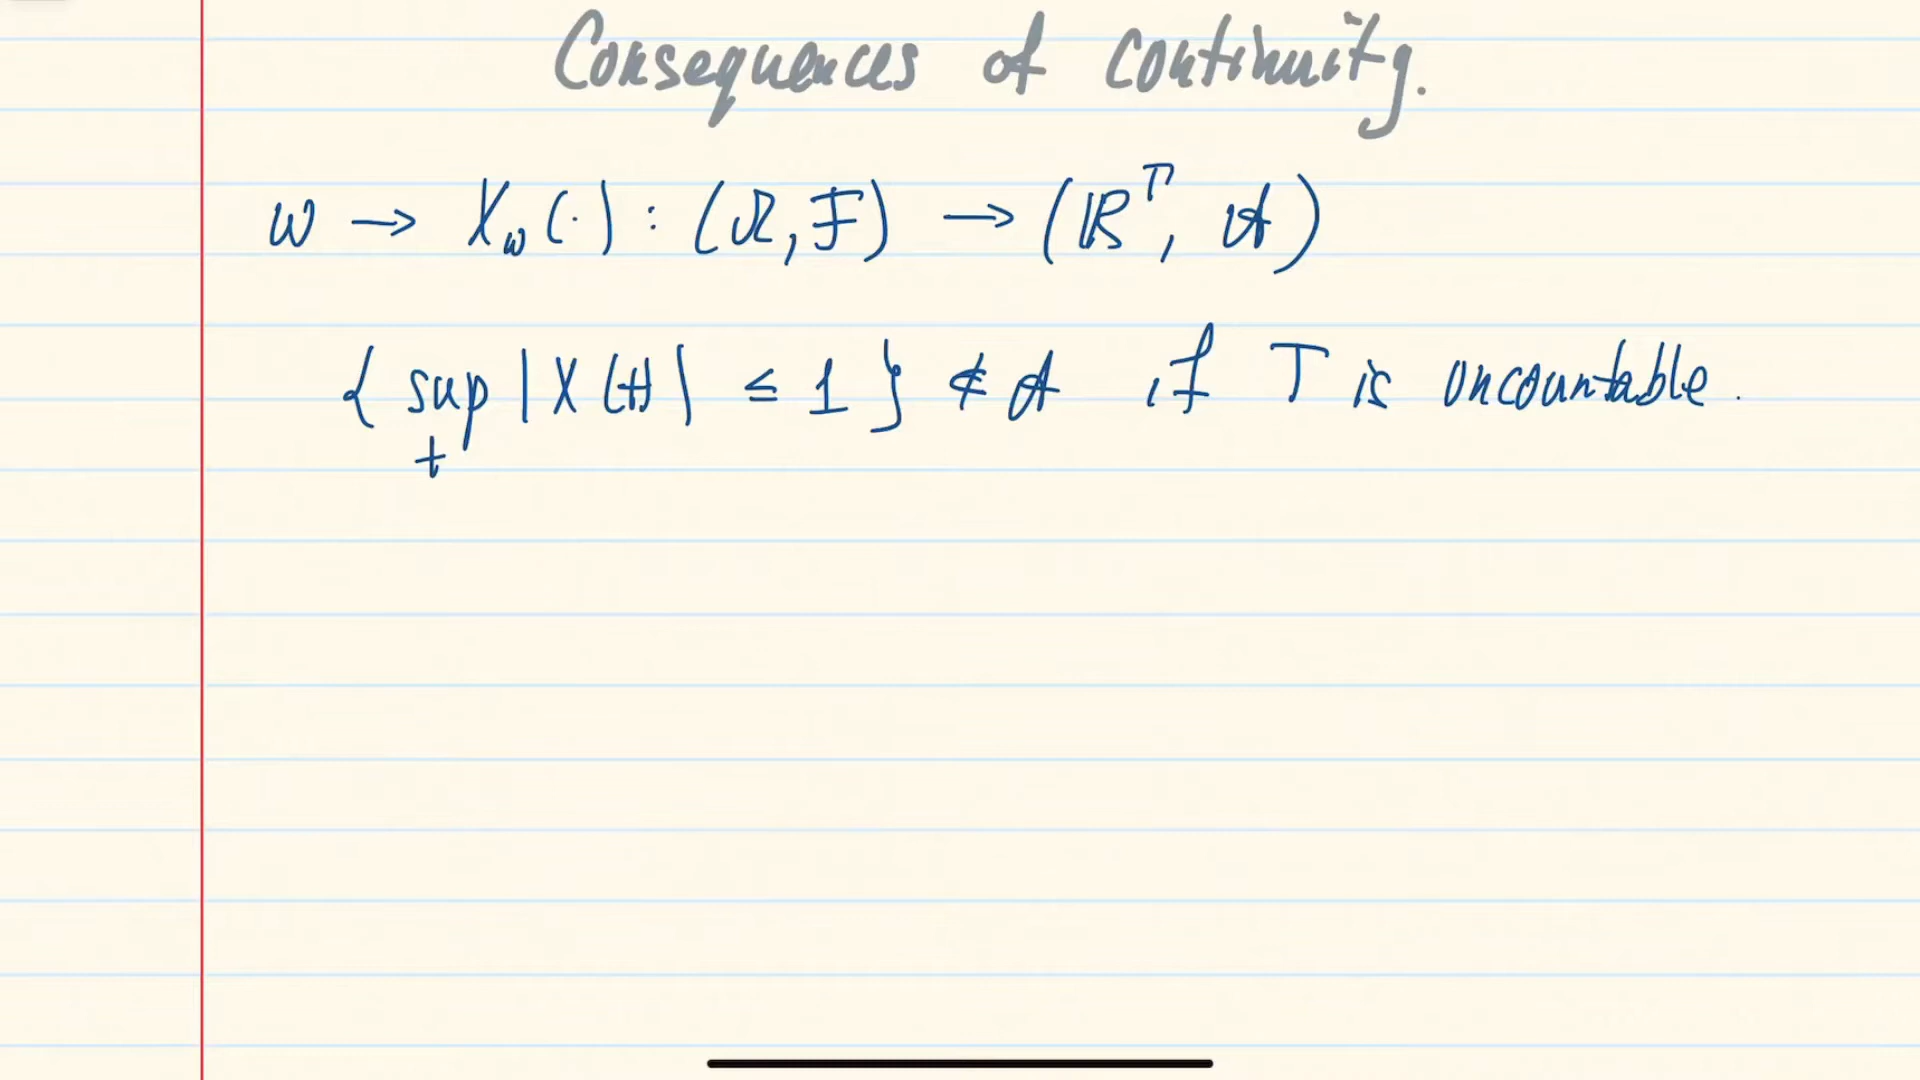 Consequences of continuity.
ω → X_ω(·) : (Ω, F) → (ℝ^T, A)
{ sup_t |X(t)| ≤ 1 } ∉ A if T is uncountable.